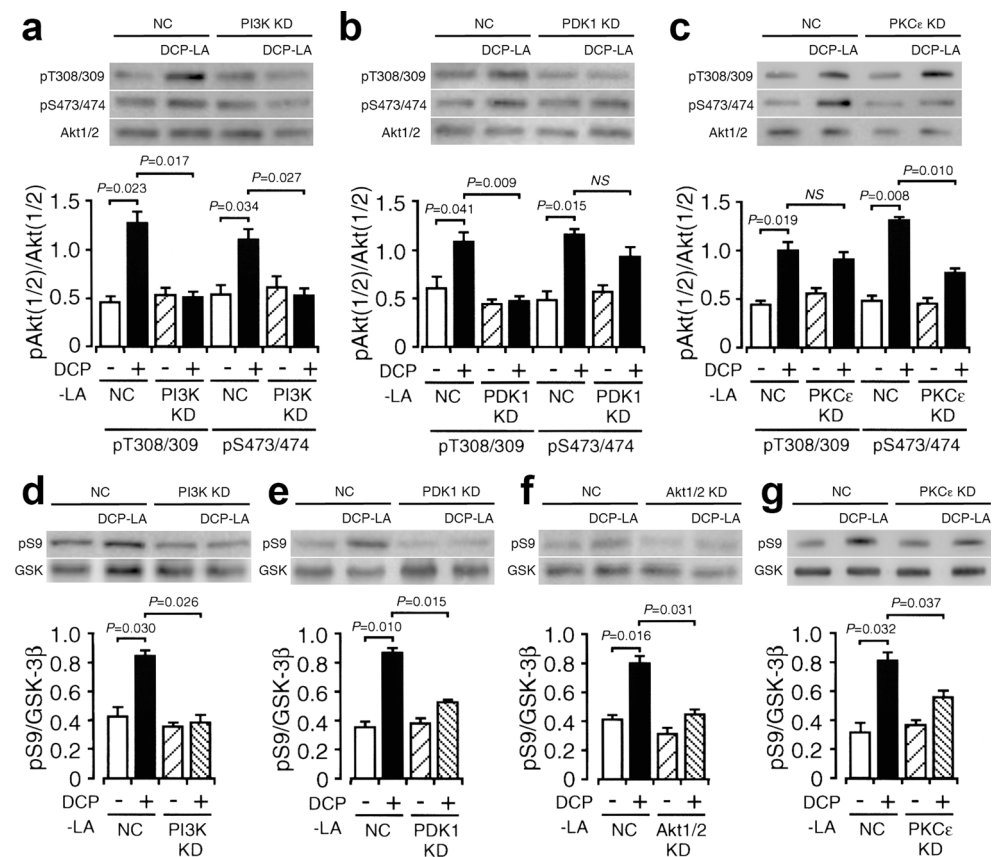 a
NC PI3K KD
DCP-LA DCP-LA
pT308/309
pS473/474
Akt1/2
P=0.017
P=0.023
P=0.027
P=0.034
pAkt(1/2)/Akt(1/2)
1.5
1.0
0.5
0
DCP - + - + - + - +
-LA NC PI3K KD NC PI3K KD
pT308/309 pS473/474
b
NC PDK1 KD
DCP-LA DCP-LA
pT308/309
pS473/474
Akt1/2
P=0.009
P=0.041
NS
P=0.015
pAkt(1/2)/Akt(1/2)
1.5
1.0
0.5
0
DCP - + - + - + - +
-LA NC PDK1 KD NC PDK1 KD
pT308/309 pS473/474
c
NC PKCε KD
DCP-LA DCP-LA
pT308/309
pS473/474
Akt1/2
NS
P=0.019
P=0.010
P=0.008
pAkt(1/2)/Akt(1/2)
1.5
1.0
0.5
0
DCP - + - + - + - +
-LA NC PKCε KD NC PKCε KD
pT308/309 pS473/474
d
NC PI3K KD
DCP-LA DCP-LA
pS9
GSK
P=0.026
P=0.030
pS9/GSK-3β
1.0
0.8
0.6
0.4
0.2
0
DCP - + - +
-LA NC PI3K KD
e
NC PDK1 KD
DCP-LA DCP-LA
pS9
GSK
P=0.015
P=0.010
pS9/GSK-3β
1.0
0.8
0.6
0.4
0.2
0
DCP - + - +
-LA NC PDK1 KD
f
NC Akt1/2 KD
DCP-LA DCP-LA
pS9
GSK
P=0.031
P=0.016
pS9/GSK-3β
1.0
0.8
0.6
0.4
0.2
0
DCP - + - +
-LA NC Akt1/2 KD
g
NC PKCε KD
DCP-LA DCP-LA
pS9
GSK
P=0.037
P=0.032
pS9/GSK-3β
1.0
0.8
0.6
0.4
0.2
0
DCP - + - +
-LA NC PKCε KD